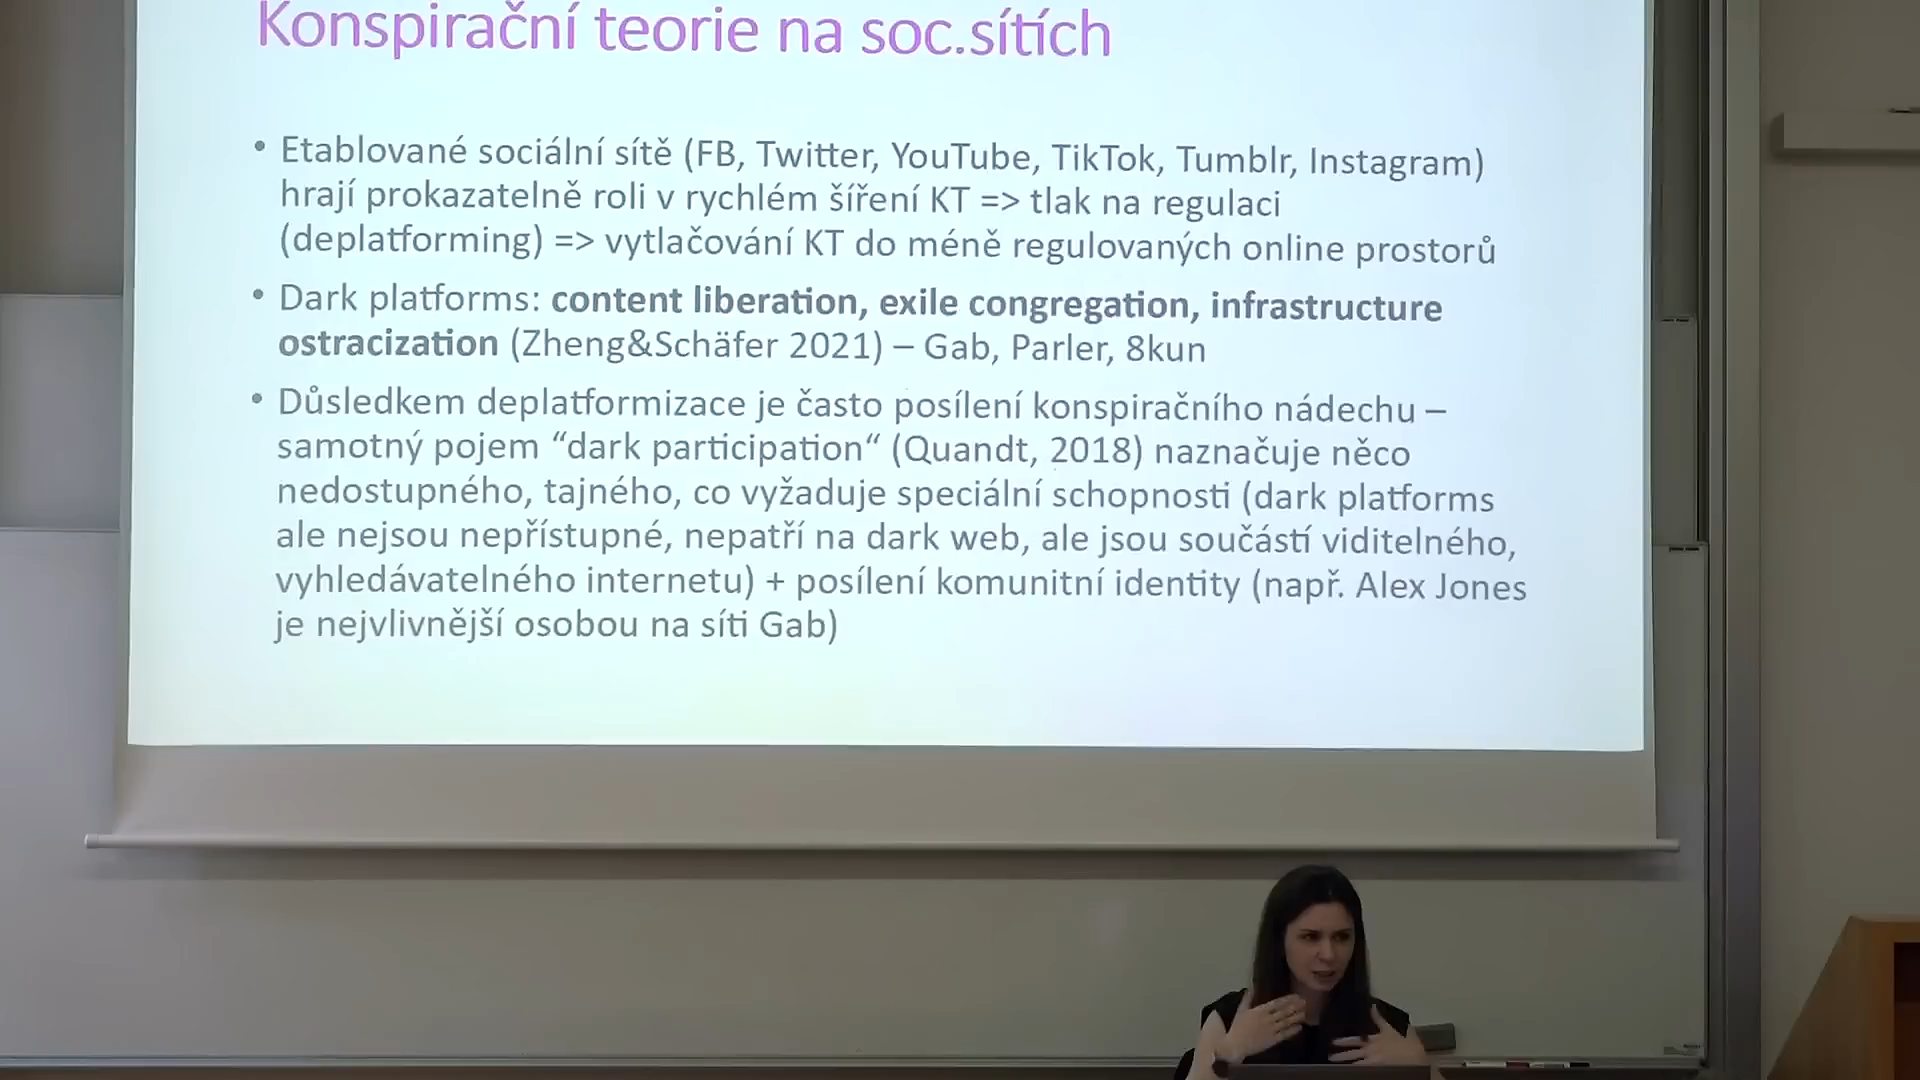 Konspirační teorie na soc.sítích
• Etablované sociální sítě (FB, Twitter, YouTube, TikTok, Tumblr, Instagram)
hrají prokazatelně roli v rychlém šíření KT => tlak na regulaci
(deplatforming) => vytlačování KT do méně regulovaných online prostorů
• Dark platforms: content liberation, exile congregation, infrastructure
ostracization (Zheng&Schäfer 2021) – Gab, Parler, 8kun
• Důsledkem deplatformizace je často posílení konspiračního nádechu –
samotný pojem “dark participation“ (Quandt, 2018) naznačuje něco
nedostupného, tajného, co vyžaduje speciální schopnosti (dark platforms
ale nejsou nepřístupné, nepatří na dark web, ale jsou součástí viditelného,
vyhledávatelného internetu) + posílení komunitní identity (např. Alex Jones
je nejvlivnější osobou na síti Gab)